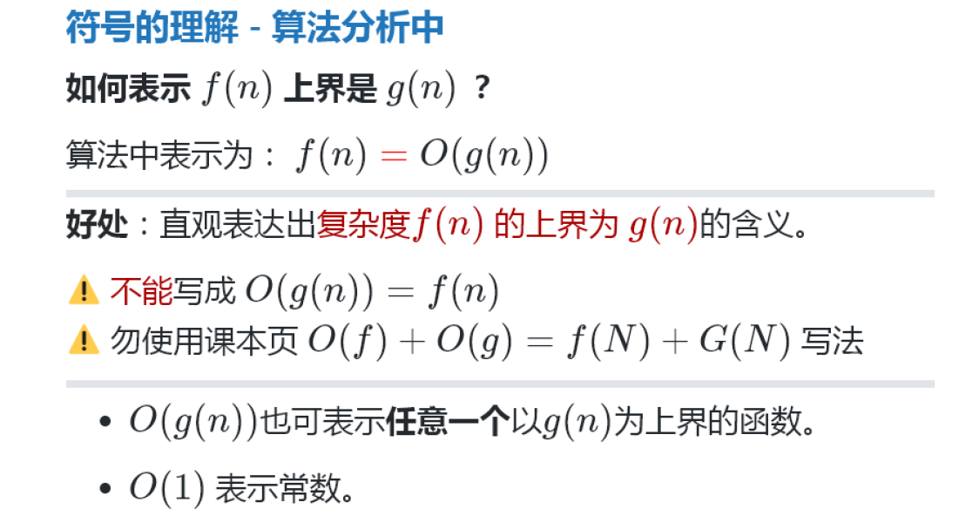 符号的理解 - 算法分析中
如何表示 f(n) 上界是 g(n) ？
算法中表示为： f(n) = O(g(n))
好处：直观表达出复杂度f(n) 的上界为 g(n)的含义。
⚠ 不能写成 O(g(n)) = f(n)
⚠ 勿使用课本页 O(f) + O(g) = f(N) + G(N) 写法
• O(g(n))也可表示任意一个以g(n)为上界的函数。
• O(1) 表示常数。